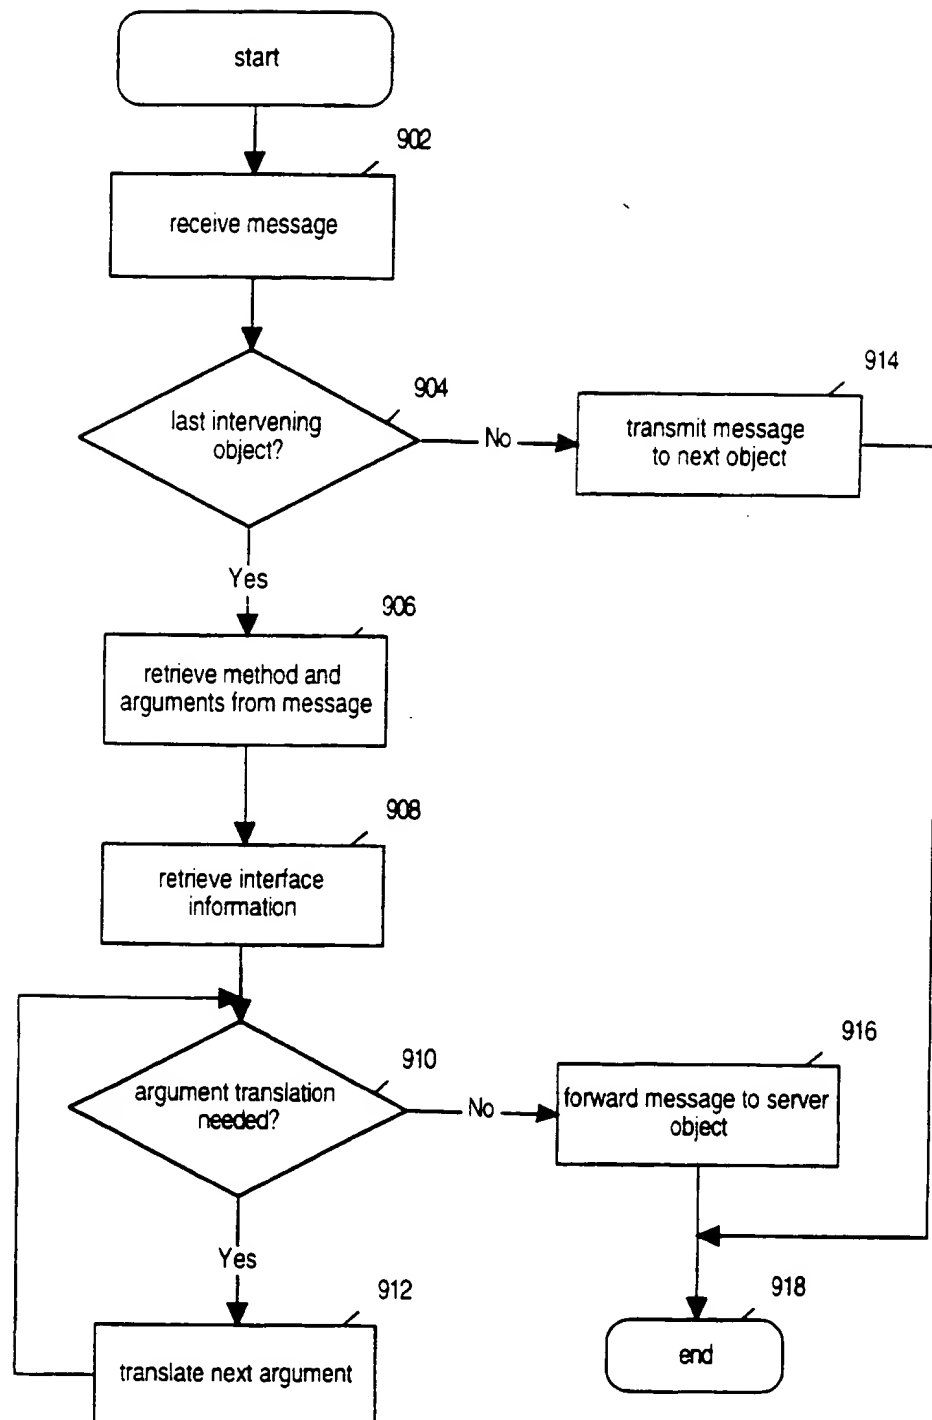 start
902
receive message
904
last intervening
object?
No
914
transmit message
to next object
Yes
906
retrieve method and
arguments from message
908
retrieve interface
information
910
argument translation
needed?
No
916
forward message to server
object
Yes
912
translate next argument
918
end